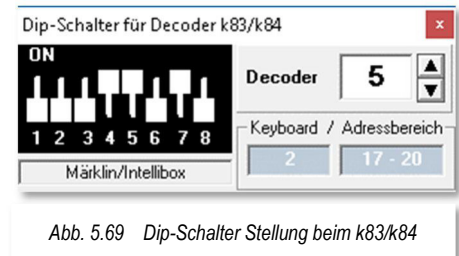 Dip-Schalter für Decoder k83/k84
x
ON
1 2 3 4 5 6 7 8
Märklin/Intellibox
Decoder 5
Keyboard / Adressbereich
2 17 - 20
Abb. 5.69 Dip-Schalter Stellung beim k83/k84